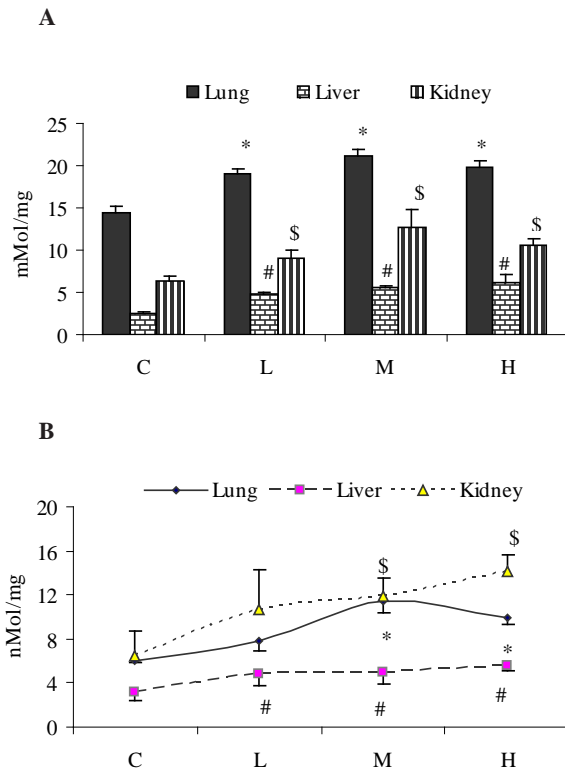 A
Lung Liver Kidney
25
20
15
10
5
0
mMol/mg
* * *
$ $ $
# # #
C L M H
B
Lung Liver Kidney
20
16
12
8
4
0
nMol/mg
$ $
* *
# # #
C L M H